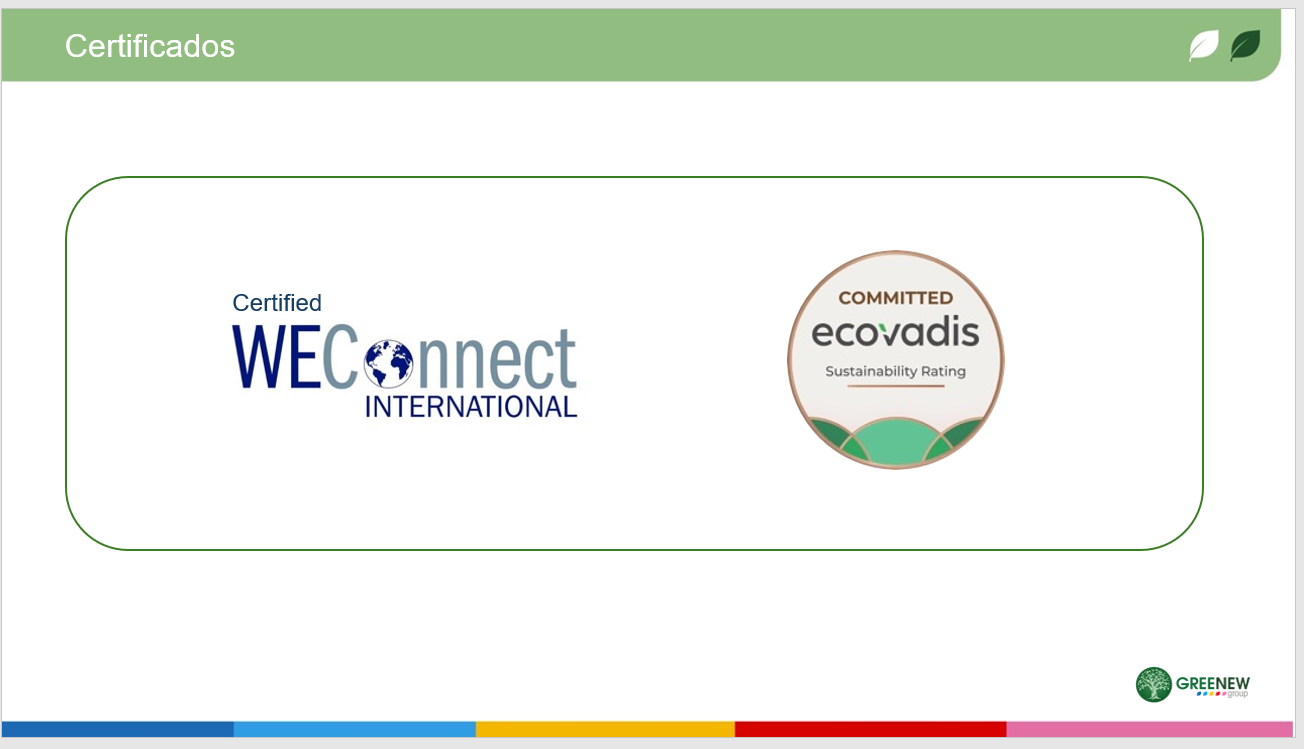 Certificados
Certified
WEConnect
INTERNATIONAL
COMMITTED
ecovadis
Sustainability Rating
GREENEW
group